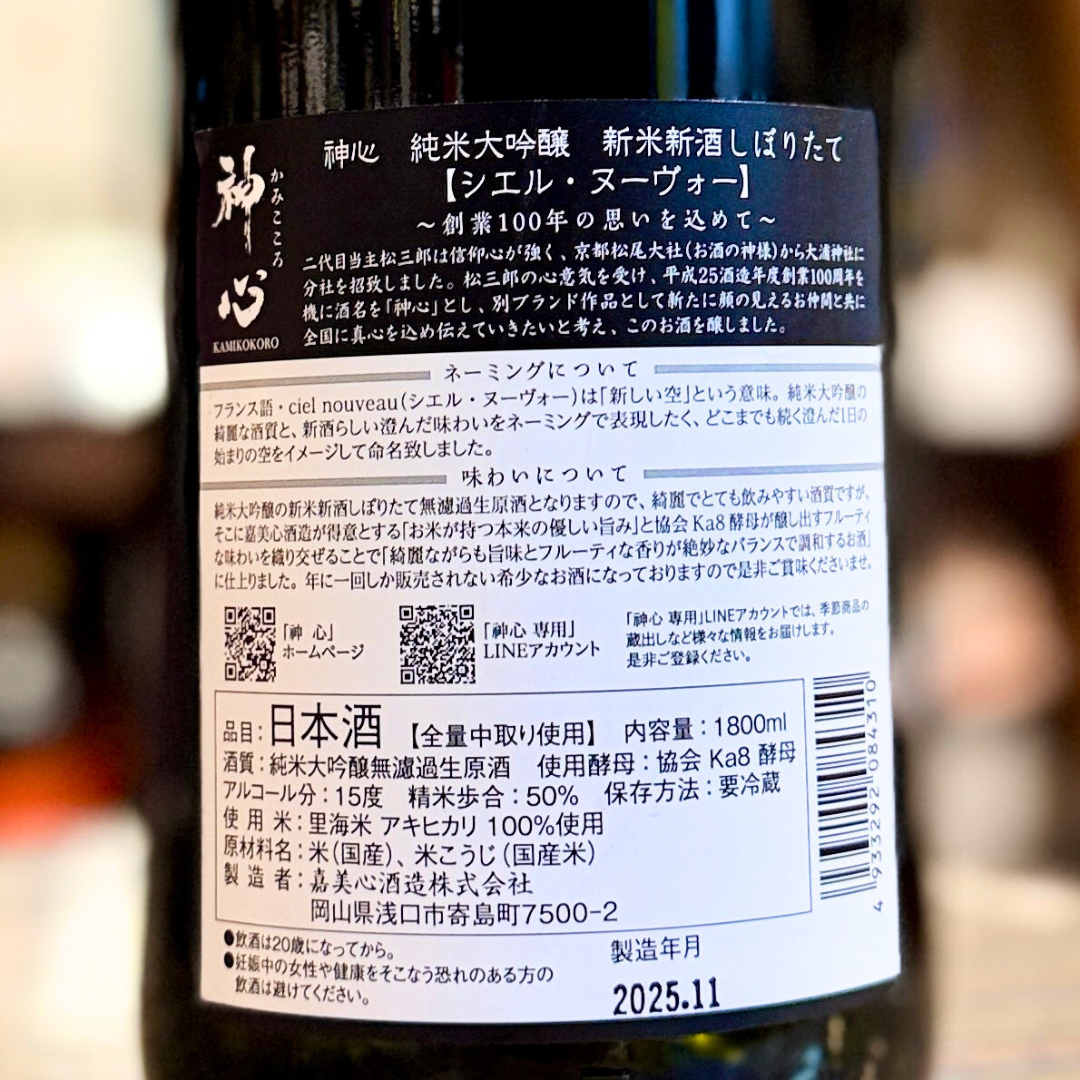 神心
かみこころ
KAMIKOKORO
神心 純米大吟醸 新米新酒しぼりたて
【シエル・ヌーヴォー】
～創業100年の思いを込めて～
二代目当主松三郎は信仰心が強く、京都松尾大社(お酒の神様)から大浦神社に
分社を招致しました。松三郎の心意気を受け、平成25酒造年度創業100周年を
機に酒名を「神心」とし、別ブランド作品として新たに顔の見えるお仲間と共に
全国に真心を込め伝えていきたいと考え、このお酒を醸しました。
ネーミングについて
フランス語・ciel nouveau(シエル・ヌーヴォー)は「新しい空」という意味。純米大吟醸の
綺麗な酒質と、新酒らしい澄んだ味わいをネーミングで表現したく、どこまでも続く澄んだ1日の
始まりの空をイメージして命名致しました。
味わいについて
純米大吟醸の新米新酒しぼりたて無濾過生原酒となりますので、綺麗でとても飲みやすい酒質ですが、
そこに嘉美心酒造が得意とする「お米が持つ本来の優しい旨み」と協会 Ka8 酵母が醸し出すフルーティ
な味わいを織り交ぜることで「綺麗ながらも旨味とフルーティな香りが絶妙なバランスで調和するお酒」
に仕上りました。年に一回しか販売されない希少なお酒になっておりますので是非ご賞味くださいませ。
「神 心」
ホームページ
「神心 専用」
LINEアカウント
「神心 専用」LINEアカウントでは、季節商品の
蔵出しなど様々な情報をお届けします。
是非ご登録ください。
品目:日本酒 【全量中取り使用】 内容量:1800ml
酒質:純米大吟醸無濾過生原酒 使用酵母:協会 Ka8 酵母
アルコール分:15度 精米歩合:50% 保存方法:要冷蔵
使用米:里海米 アキヒカリ 100%使用
原材料名:米(国産)、米こうじ(国産米)
製造者:嘉美心酒造株式会社
岡山県浅口市寄島町7500-2
4 933292 084310
●飲酒は20歳になってから。
●妊娠中の女性や健康をそこなう恐れのある方の
飲酒は避けてください。
製造年月
2025.11